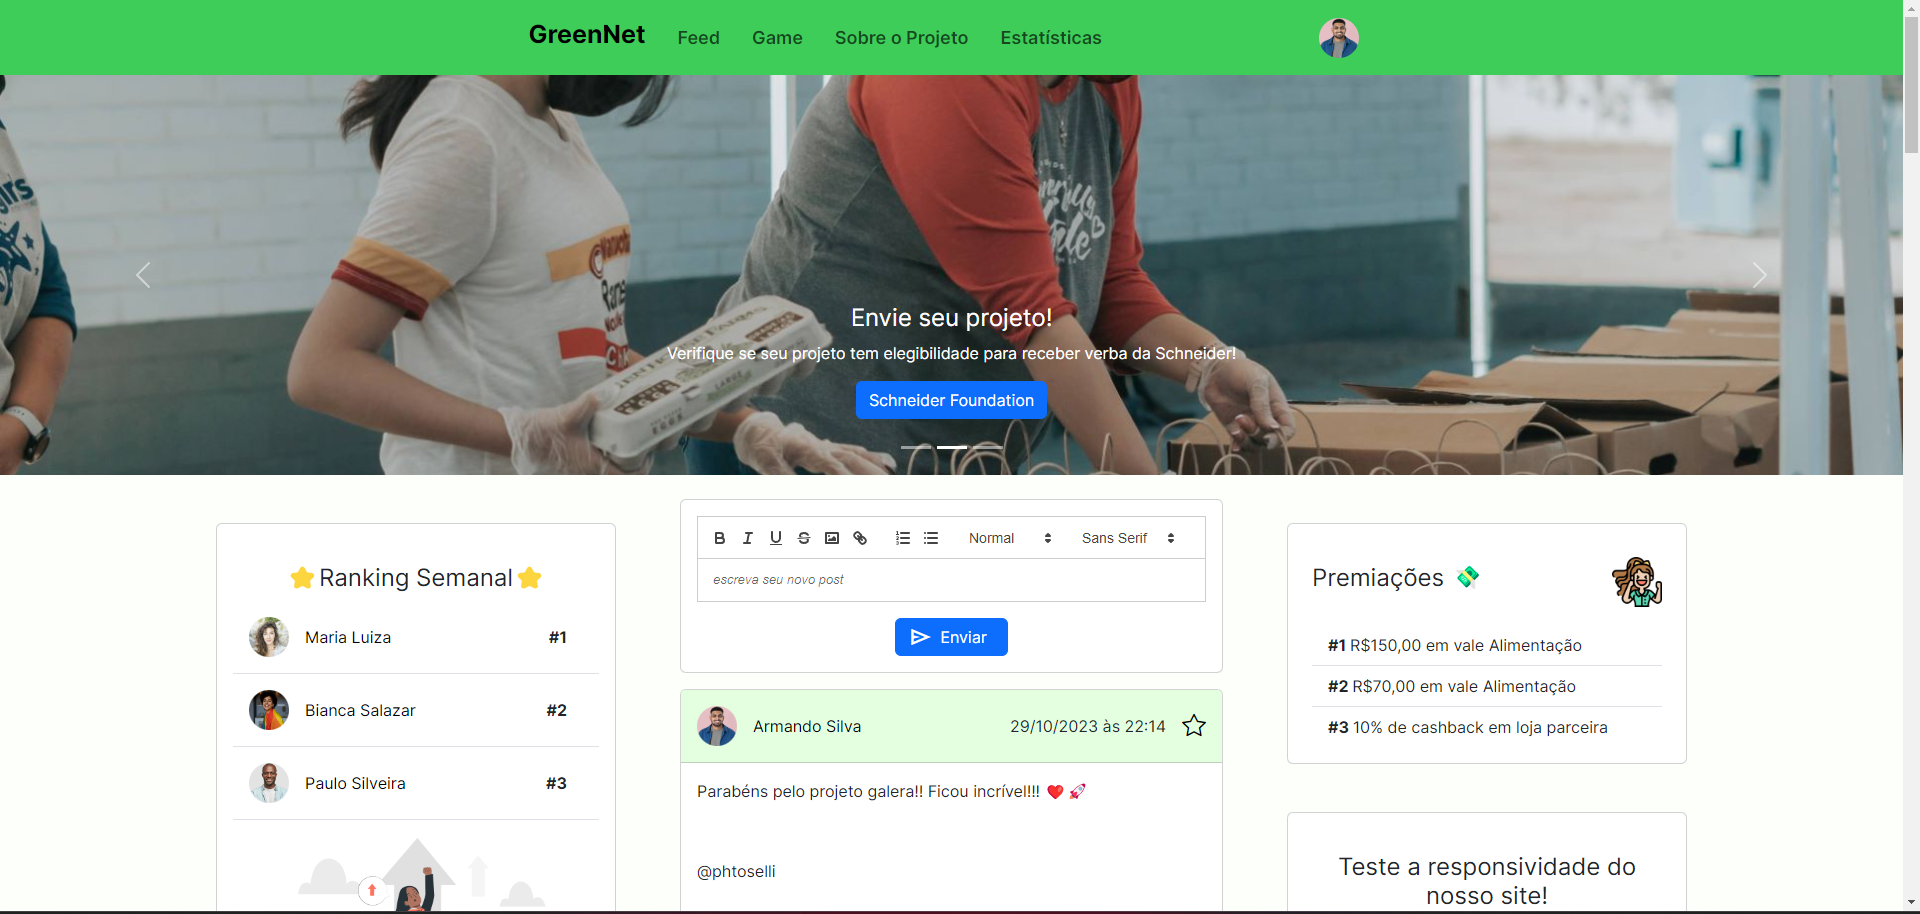 GreenNet
Feed
Game
Sobre o Projeto
Estatísticas
Envie seu projeto!
Verifique se seu projeto tem elegibilidade para receber verba da Schneider!
Schneider Foundation
Ranking Semanal
Maria Luiza #1
Bianca Salazar #2
Paulo Silveira #3
B I U S
Normal
Sans Serif
escreva seu novo post
Enviar
Armando Silva
29/10/2023 às 22:14
Parabéns pelo projeto galera!! Ficou incrível!!! ❤️ 🚀
@phtoselli
Premiações 💸
#1 R$150,00 em vale Alimentação
#2 R$70,00 em vale Alimentação
#3 10% de cashback em loja parceira
Teste a responsividade do
nosso site!